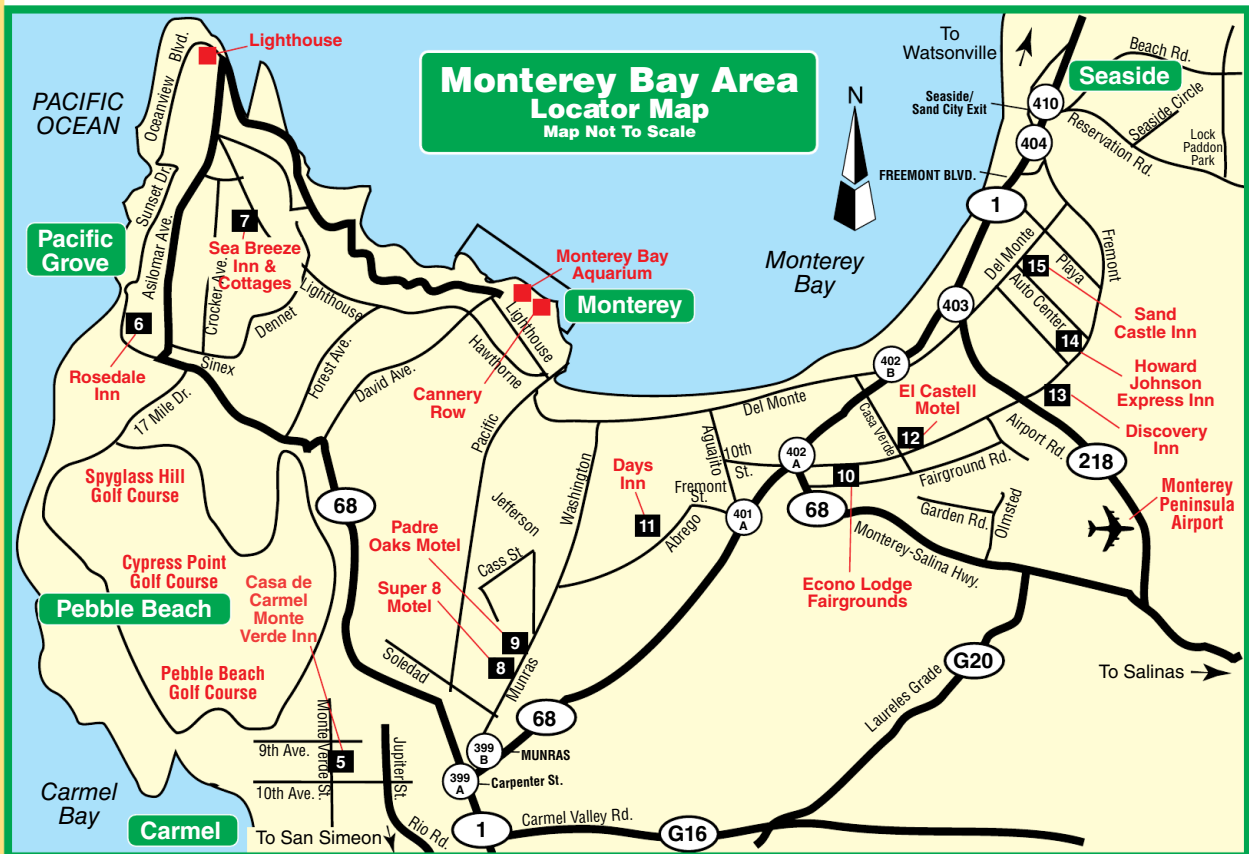 Monterey Bay Area
Locator Map
Map Not To Scale
Lighthouse
Oceanview Blvd.
PACIFIC
OCEAN
Sunset Dr.
Pacific
Grove
Asilomar Ave.
7
Sea Breeze
Inn &
Cottages
Crocker Ave.
Lighthouse
Dennet
6
Rosedale
Inn
Sinex
17 Mile Dr.
Forest Ave.
David Ave.
Monterey Bay
Aquarium
Monterey
Lighthouse
Hawthorne
Cannery
Row
Pacific
N
Monterey
Bay
To
Watsonville
Beach Rd.
Seaside
Seaside/
Sand City Exit
410
Seaside Circle
Reservation Rd.
Lock
Paddon
Park
404
FREEMONT BLVD.
1
Del Monte
Fremont
Playa
15
Sand
Castle Inn
Auto Center
403
14
Howard
Johnson
Express Inn
402
B
El Castell
Motel
12
13
Discovery
Inn
Casa Verde
Del Monte
Aguajito
10th
St.
402
A
10
Fairground Rd.
Airport Rd.
218
Monterey
Peninsula
Airport
68
Garden Rd.
Olmsted
Monterey-Salina Hwy.
Econo Lodge
Fairgrounds
Fremont
St.
401
A
Abrego
Days
Inn
11
Washington
Jefferson
Cass St.
Padre
Oaks Motel
9
Super 8
Motel
8
Munras
Soledad
68
Spyglass Hill
Golf Course
Cypress Point
Golf Course
Pebble Beach
Pebble Beach
Golf Course
Casa de
Carmel
Monte
Verde Inn
Monte Verde St.
Jupiter St.
9th Ave.
5
10th Ave.
Carmel
Bay
Carmel
To San Simeon
Rio Rd.
68
399
B
MUNRAS
399
A
Carpenter St.
1
Carmel Valley Rd.
G16
Laureles Grade
G20
To Salinas